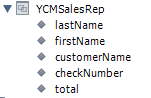 YCMSalesRep
lastName
firstName
customerName
checkNumber
total